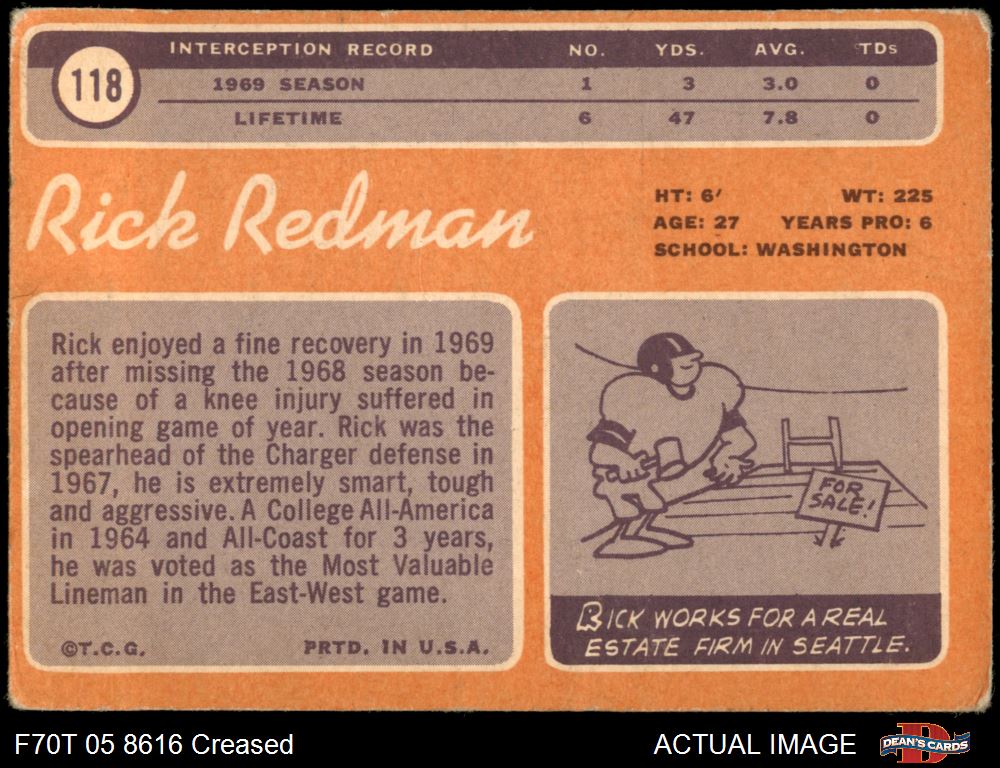 118
INTERCEPTION RECORD NO. YDS. AVG. TDs
1969 SEASON 1 3 3.0 0
LIFETIME 6 47 7.8 0
Rick Redman
HT: 6' WT: 225
AGE: 27 YEARS PRO: 6
SCHOOL: WASHINGTON
Rick enjoyed a fine recovery in 1969
after missing the 1968 season be-
cause of a knee injury suffered in
opening game of year. Rick was the
spearhead of the Charger defense in
1967, he is extremely smart, tough
and aggressive. A College All-America
in 1964 and All-Coast for 3 years,
he was voted as the Most Valuable
Lineman in the East-West game.
©T.C.G. PRTD. IN U.S.A.
FOR
SALE!
RICK WORKS FOR A REAL
ESTATE FIRM IN SEATTLE.
F70T 05 8616 Creased
ACTUAL IMAGE
D
DEAN'S CARDS